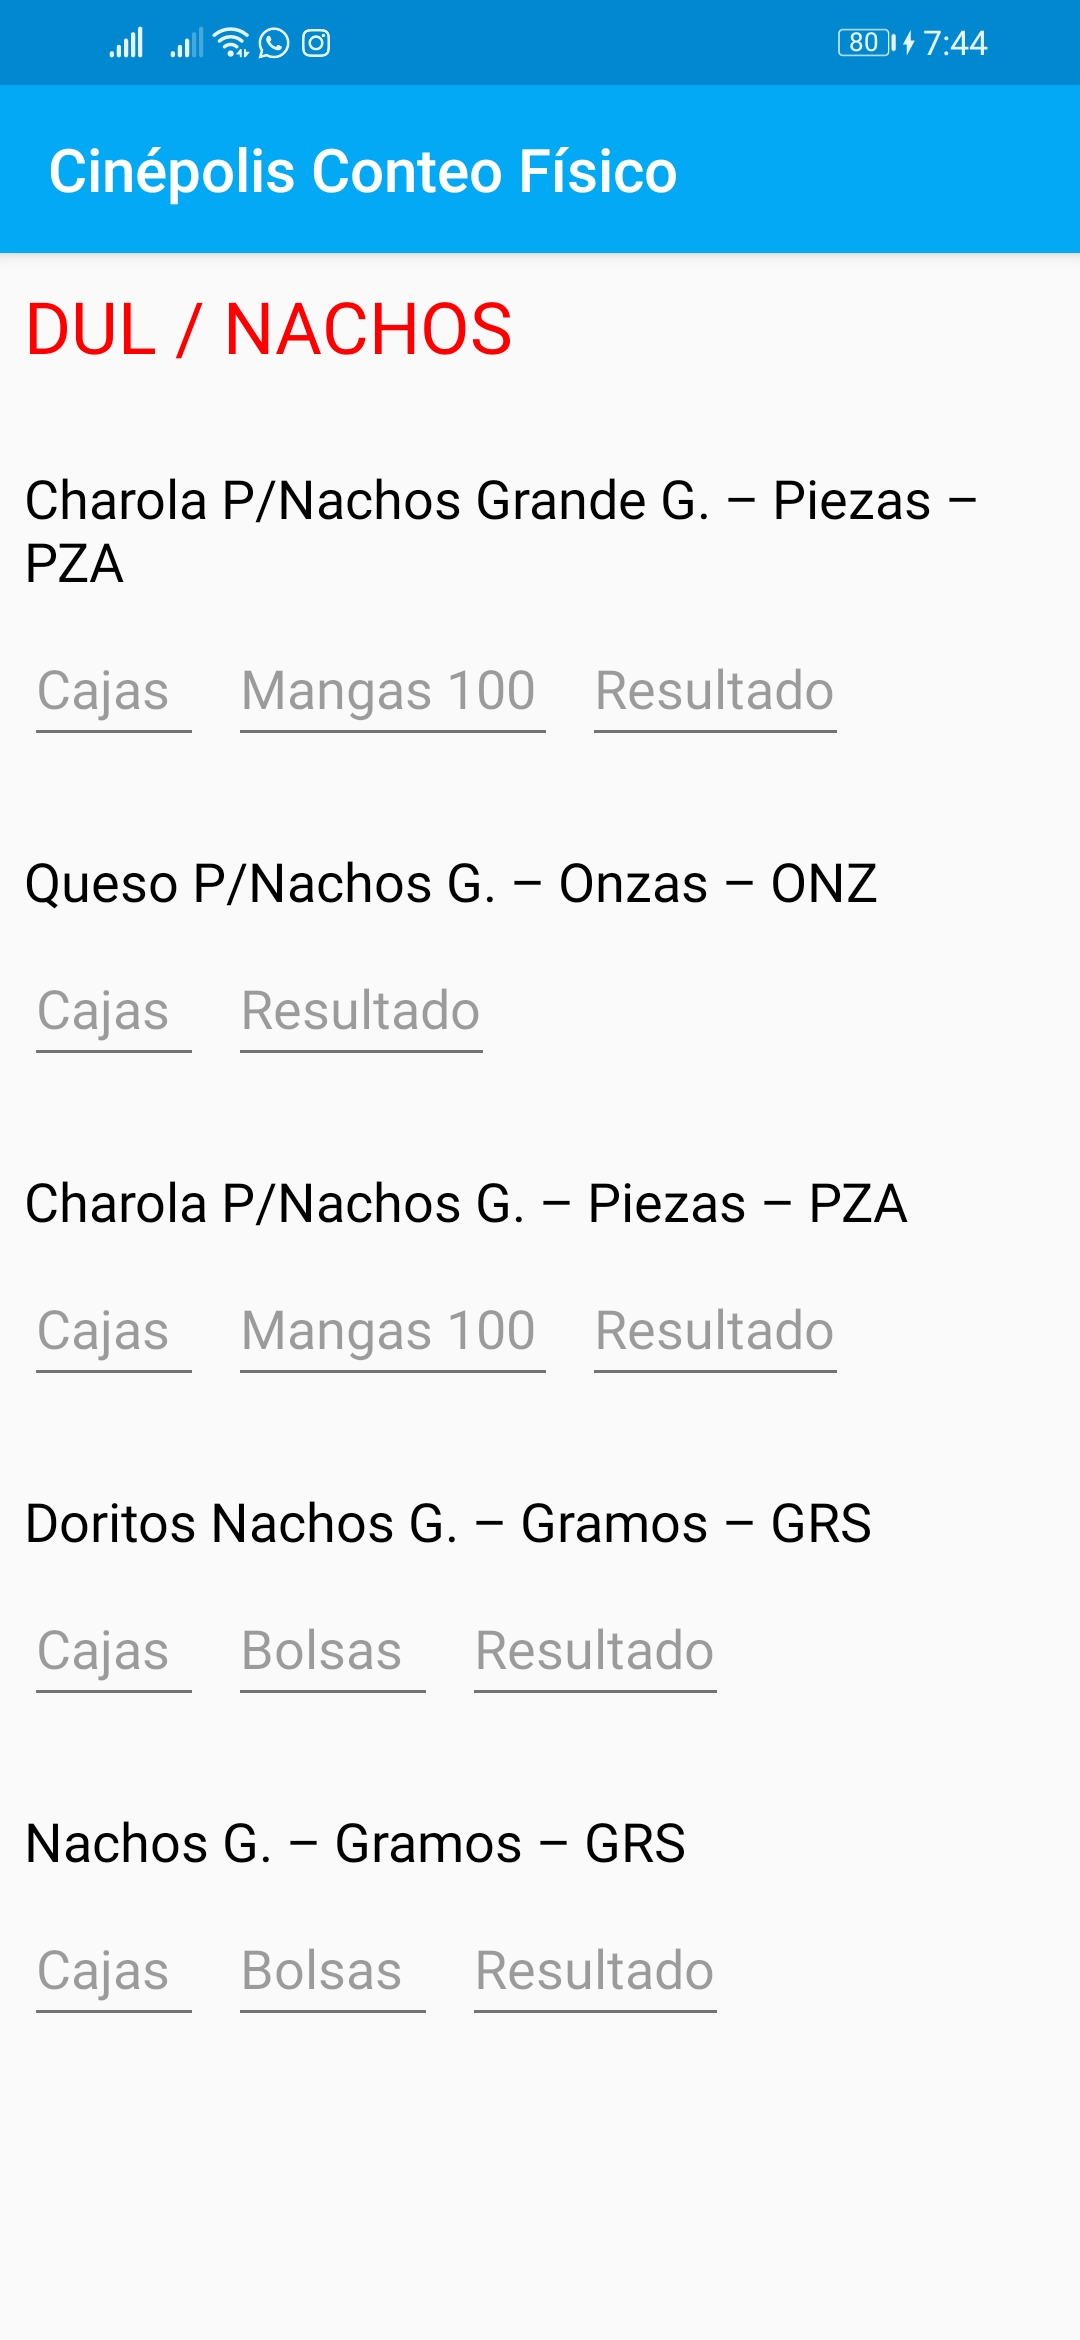 80 7:44
Cinépolis Conteo Físico
DUL / NACHOS
Charola P/Nachos Grande G. – Piezas –
PZA
Cajas Mangas 100 Resultado
Queso P/Nachos G. – Onzas – ONZ
Cajas Resultado
Charola P/Nachos G. – Piezas – PZA
Cajas Mangas 100 Resultado
Doritos Nachos G. – Gramos – GRS
Cajas Bolsas Resultado
Nachos G. – Gramos – GRS
Cajas Bolsas Resultado